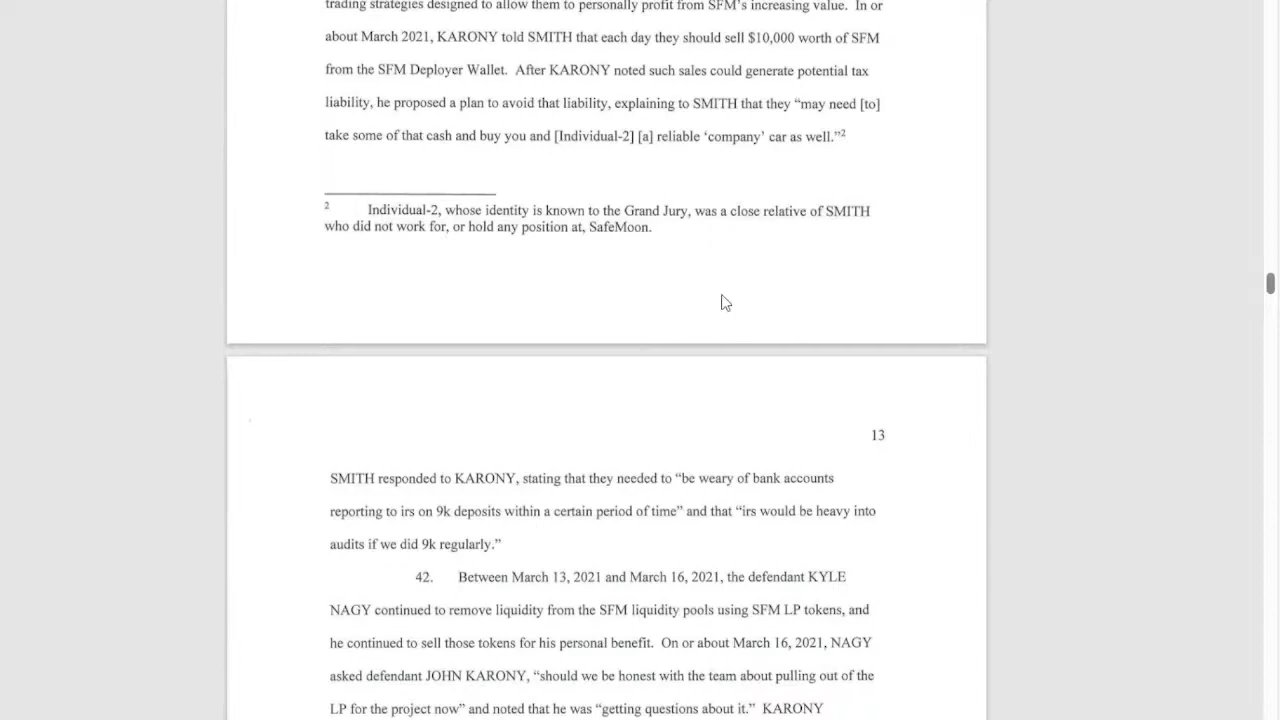 trading strategies designed to allow them to personally profit from SFM's increasing value. In or
about March 2021, KARONY told SMITH that each day they should sell $10,000 worth of SFM
from the SFM Deployer Wallet. After KARONY noted such sales could generate potential tax
liability, he proposed a plan to avoid that liability, explaining to SMITH that they “may need [to]
take some of that cash and buy you and [Individual-2] [a] reliable ‘company’ car as well.”2
2 Individual-2, whose identity is known to the Grand Jury, was a close relative of SMITH
who did not work for, or hold any position at, SafeMoon.
13
SMITH responded to KARONY, stating that they needed to “be weary of bank accounts
reporting to irs on 9k deposits within a certain period of time” and that “irs would be heavy into
audits if we did 9k regularly.”
42. Between March 13, 2021 and March 16, 2021, the defendant KYLE
NAGY continued to remove liquidity from the SFM liquidity pools using SFM LP tokens, and
he continued to sell those tokens for his personal benefit. On or about March 16, 2021, NAGY
asked defendant JOHN KARONY, “should we be honest with the team about pulling out of the
LP for the project now” and noted that he was “getting questions about it.” KARONY